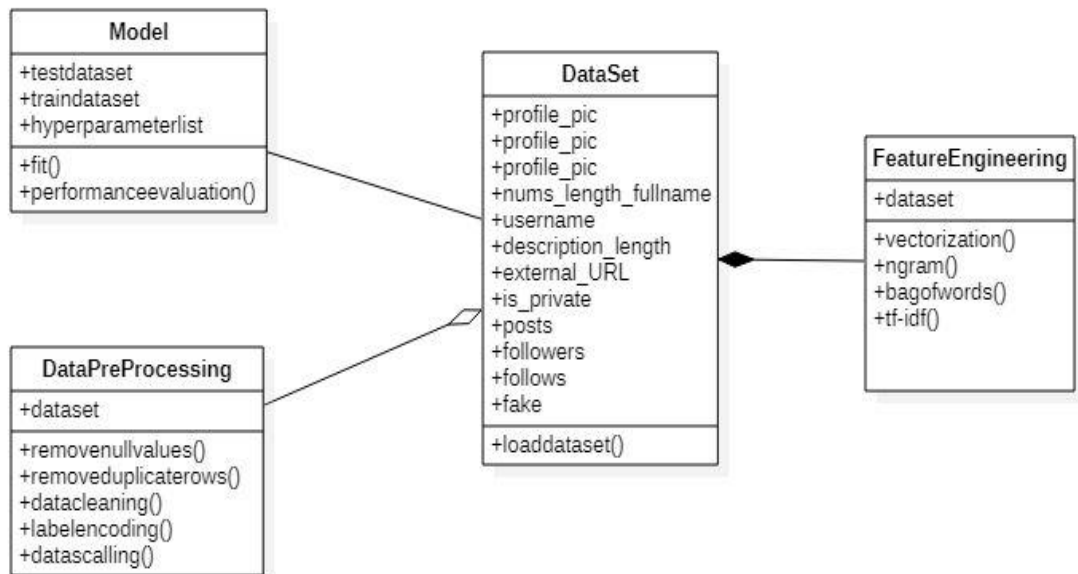 Model
+testdataset
+traindataset
+hyperparameterlist
+fit()
+performanceevaluation()
DataSet
+profile_pic
+profile_pic
+profile_pic
+nums_length_fullname
+username
+description_length
+external_URL
+is_private
+posts
+followers
+follows
+fake
+loaddataset()
FeatureEngineering
+dataset
+vectorization()
+ngram()
+bagofwords()
+tf-idf()
DataPreProcessing
+dataset
+removenullvalues()
+removeduplicaterows()
+datacleaning()
+labelencoding()
+datascalling()